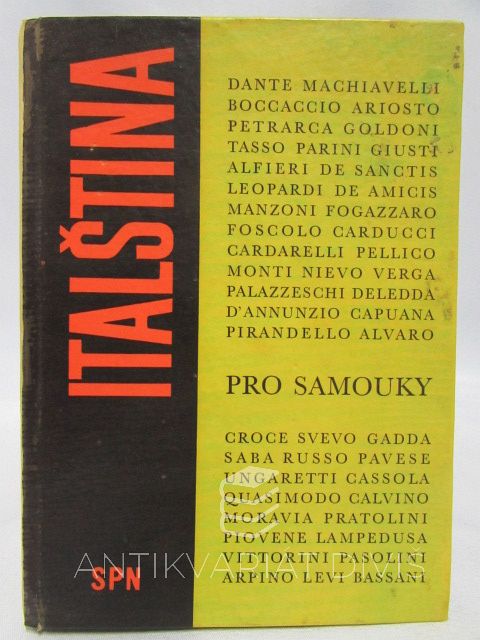 ITALŠTINA
DANTE MACHIAVELLI
BOCCACCIO ARIOSTO
PETRARCA GOLDONI
TASSO PARINI GIUSTI
ALFIERI DE SANCTIS
LEOPARDI DE AMICIS
MANZONI FOGAZZARO
FOSCOLO CARDUCCI
CARDARELLI PELLICO
MONTI NIEVO VERGA
PALAZZESCHI DELEDDA
D'ANNUNZIO CAPUANA
PIRANDELLO ALVARO
PRO SAMOUKY
CROCE SVEVO GADDA
SABA RUSSO PAVESE
UNGARETTI CASSOLA
QUASIMODO CALVINO
MORAVIA PRATOLINI
PIOVENE LAMPEDUSA
VITTORINI PASOLINI
ARPINO LEVI BASSANI
SPN
ANTIKVARIÁT DIVIŠ